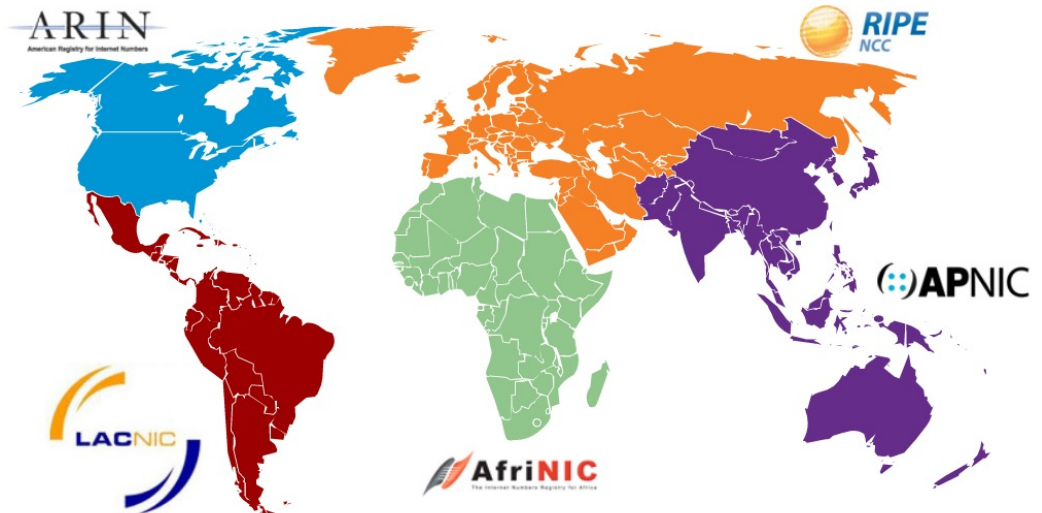 ARIN
American Registry for Internet Numbers
RIPE
NCC
APNIC
LACNIC
AfriNIC
The Internet Numbers Registry for Africa